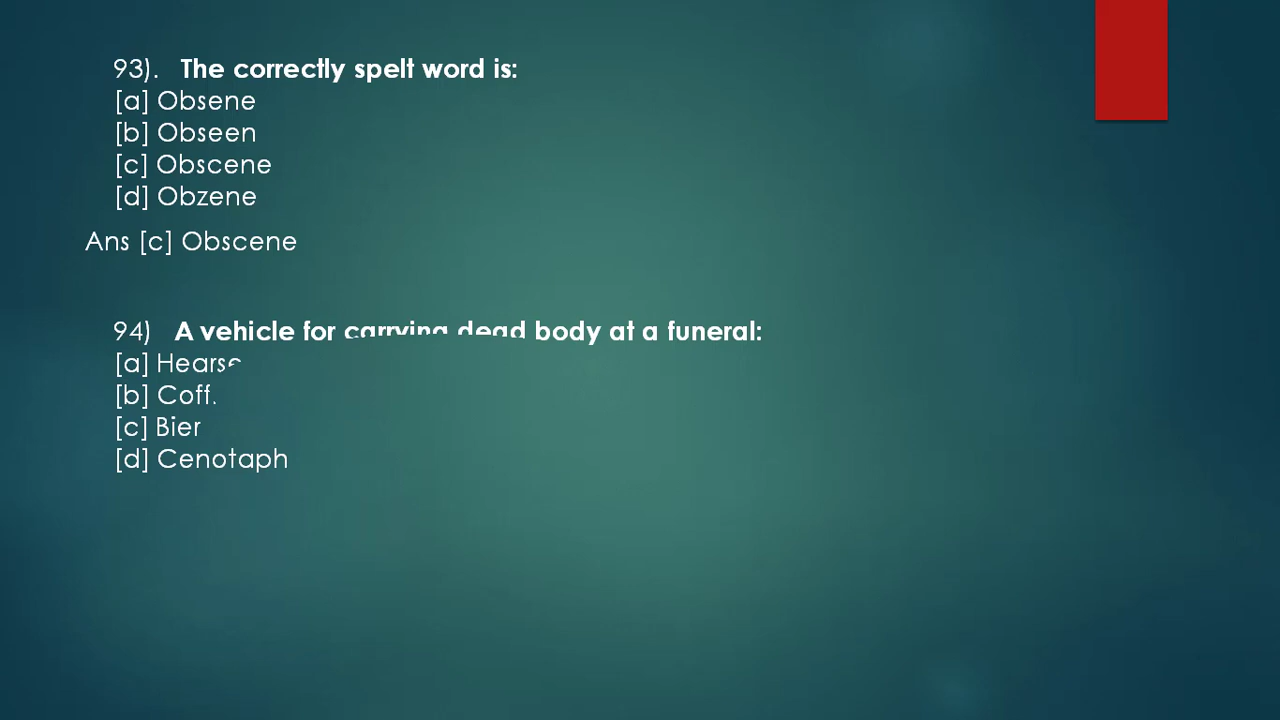 93). The correctly spelt word is:
[a] Obsene
[b] Obseen
[c] Obscene
[d] Obzene
Ans [c] Obscene
94) A vehicle for carrying dead body at a funeral:
[a] Hearse
[b] Coff.
[c] Bier
[d] Cenotaph